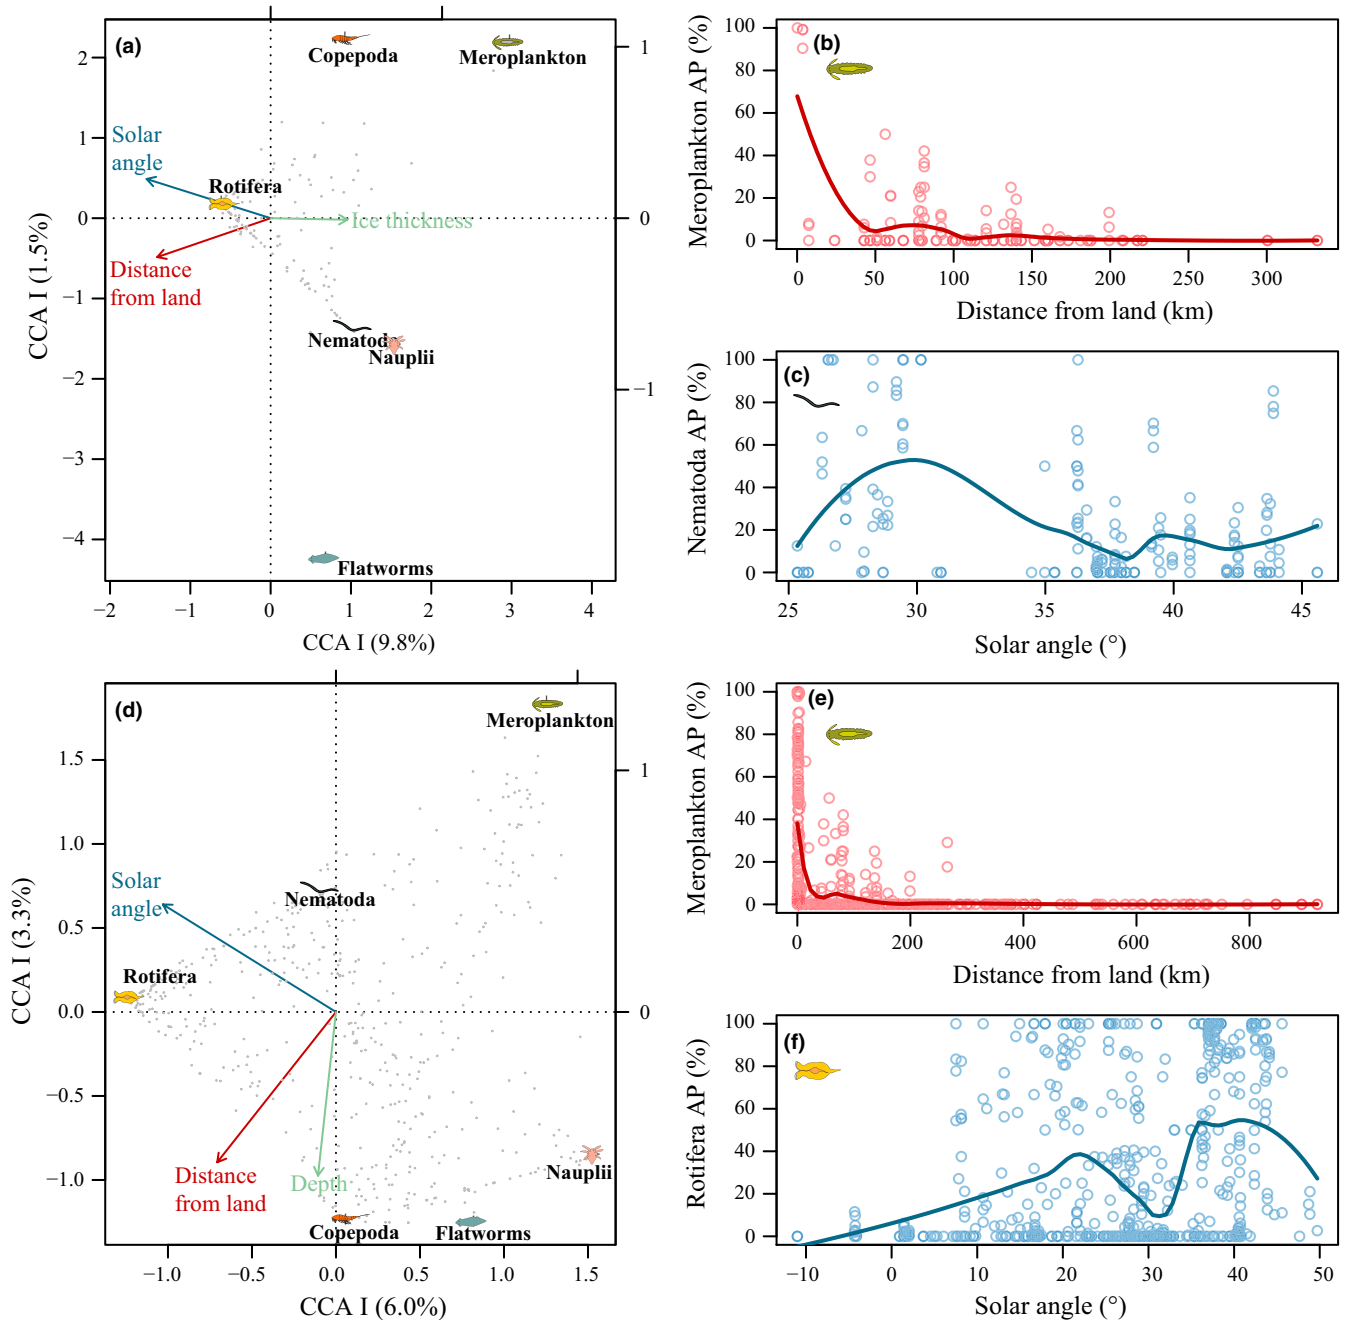 (a)
Copepoda
Meroplankton
Solar
angle
Rotifera
Ice thickness
Distance
from land
Nematoda
Nauplii
Flatworms
2
1
0
−1
−2
−3
−4
1
0
−1
−2
−1
0
1
2
3
4
CCA I (1.5%)
CCA I (9.8%)
(b)
Meroplankton AP (%)
100
80
60
40
20
0
0
50
100
150
200
250
300
Distance from land (km)
(c)
Nematoda AP (%)
100
80
60
40
20
0
25
30
35
40
45
Solar angle (°)
(d)
Meroplankton
Solar
angle
Nematoda
Rotifera
Distance
from land
Depth
Nauplii
Copepoda
Flatworms
1.5
1.0
0.5
0.0
−0.5
−1.0
1
0
−1.0
−0.5
0.0
0.5
1.0
1.5
CCA I (3.3%)
CCA I (6.0%)
(e)
Meroplankton AP (%)
100
80
60
40
20
0
0
200
400
600
800
Distance from land (km)
(f)
Rotifera AP (%)
100
80
60
40
20
0
−10
0
10
20
30
40
50
Solar angle (°)